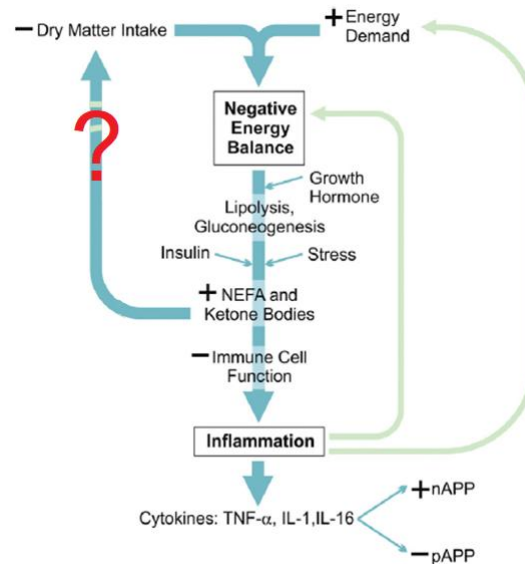 − Dry Matter Intake
+ Energy
Demand
?
Negative
Energy
Balance
Growth
Hormone
Lipolysis,
Gluconeogenesis
Insulin
Stress
+ NEFA and
Ketone Bodies
− Immune Cell
Function
Inflammation
Cytokines: TNF-α, IL-1,IL-16
+nAPP
−pAPP